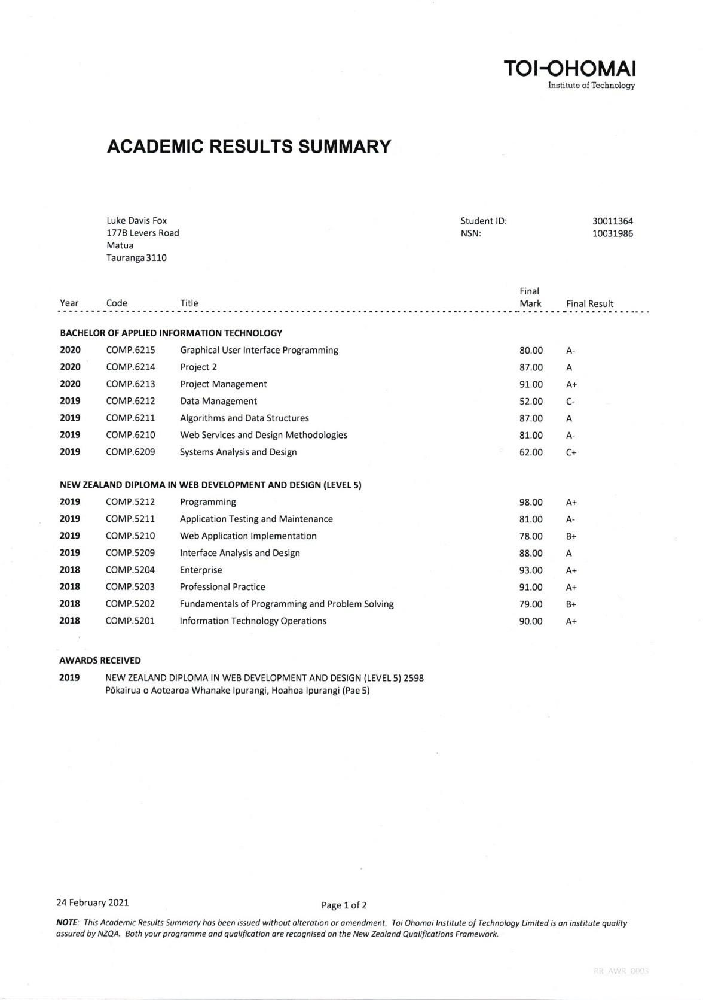 TOI-OHOMAI
Institute of Technology
ACADEMIC RESULTS SUMMARY
Luke Davis Fox Student ID: 30011364
177B Levers Road NSN: 10031986
Matua
Tauranga 3110
Final
Year Code Title Mark Final Result
BACHELOR OF APPLIED INFORMATION TECHNOLOGY
2020 COMP.6215 Graphical User Interface Programming 80.00 A-
2020 COMP.6214 Project 2 87.00 A
2020 COMP.6213 Project Management 91.00 A+
2019 COMP.6212 Data Management 52.00 C-
2019 COMP.6211 Algorithms and Data Structures 87.00 A
2019 COMP.6210 Web Services and Design Methodologies 81.00 A-
2019 COMP.6209 Systems Analysis and Design 62.00 C+
NEW ZEALAND DIPLOMA IN WEB DEVELOPMENT AND DESIGN (LEVEL 5)
2019 COMP.5212 Programming 98.00 A+
2019 COMP.5211 Application Testing and Maintenance 81.00 A-
2019 COMP.5210 Web Application Implementation 78.00 B+
2019 COMP.5209 Interface Analysis and Design 88.00 A
2018 COMP.5204 Enterprise 93.00 A+
2018 COMP.5203 Professional Practice 91.00 A+
2018 COMP.5202 Fundamentals of Programming and Problem Solving 79.00 B+
2018 COMP.5201 Information Technology Operations 90.00 A+
AWARDS RECEIVED
2019 NEW ZEALAND DIPLOMA IN WEB DEVELOPMENT AND DESIGN (LEVEL 5) 2598
Pōkairua o Aotearoa Whanake Ipurangi, Hoahoa Ipurangi (Pae 5)
24 February 2021 Page 1 of 2
NOTE: This Academic Results Summary has been issued without alteration or amendment. Toi Ohomai Institute of Technology Limited is an institute quality
assured by NZQA. Both your programme and qualification are recognised on the New Zealand Qualifications Framework.
RR_AWR_0003